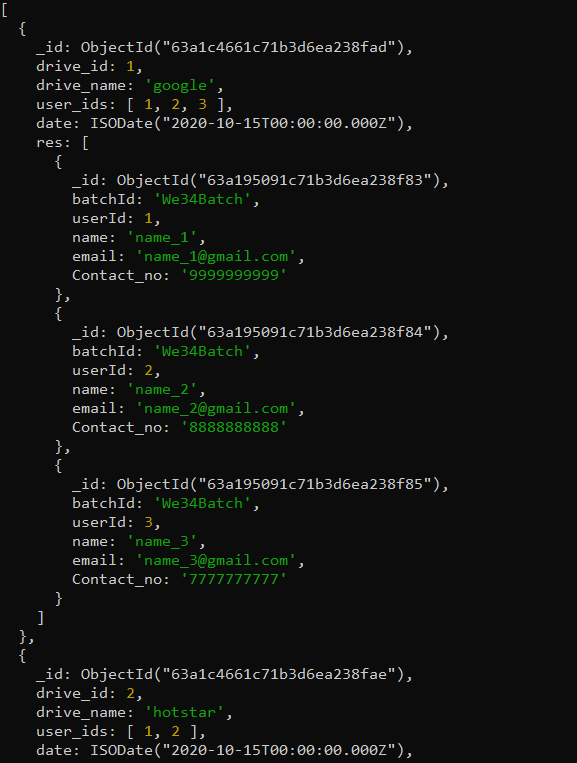 [
  {
    _id: ObjectId("63a1c4661c71b3d6ea238fad"),
    drive_id: 1,
    drive_name: 'google',
    user_ids: [ 1, 2, 3 ],
    date: ISODate("2020-10-15T00:00:00.000Z"),
    res: [
      {
        _id: ObjectId("63a195091c71b3d6ea238f83"),
        batchId: 'We34Batch',
        userId: 1,
        name: 'name_1',
        email: 'name_1@gmail.com',
        Contact_no: '9999999999'
      },
      {
        _id: ObjectId("63a195091c71b3d6ea238f84"),
        batchId: 'We34Batch',
        userId: 2,
        name: 'name_2',
        email: 'name_2@gmail.com',
        Contact_no: '8888888888'
      },
      {
        _id: ObjectId("63a195091c71b3d6ea238f85"),
        batchId: 'We34Batch',
        userId: 3,
        name: 'name_3',
        email: 'name_3@gmail.com',
        Contact_no: '7777777777'
      }
    ]
  },
  {
    _id: ObjectId("63a1c4661c71b3d6ea238fae"),
    drive_id: 2,
    drive_name: 'hotstar',
    user_ids: [ 1, 2 ],
    date: ISODate("2020-10-15T00:00:00.000Z"),